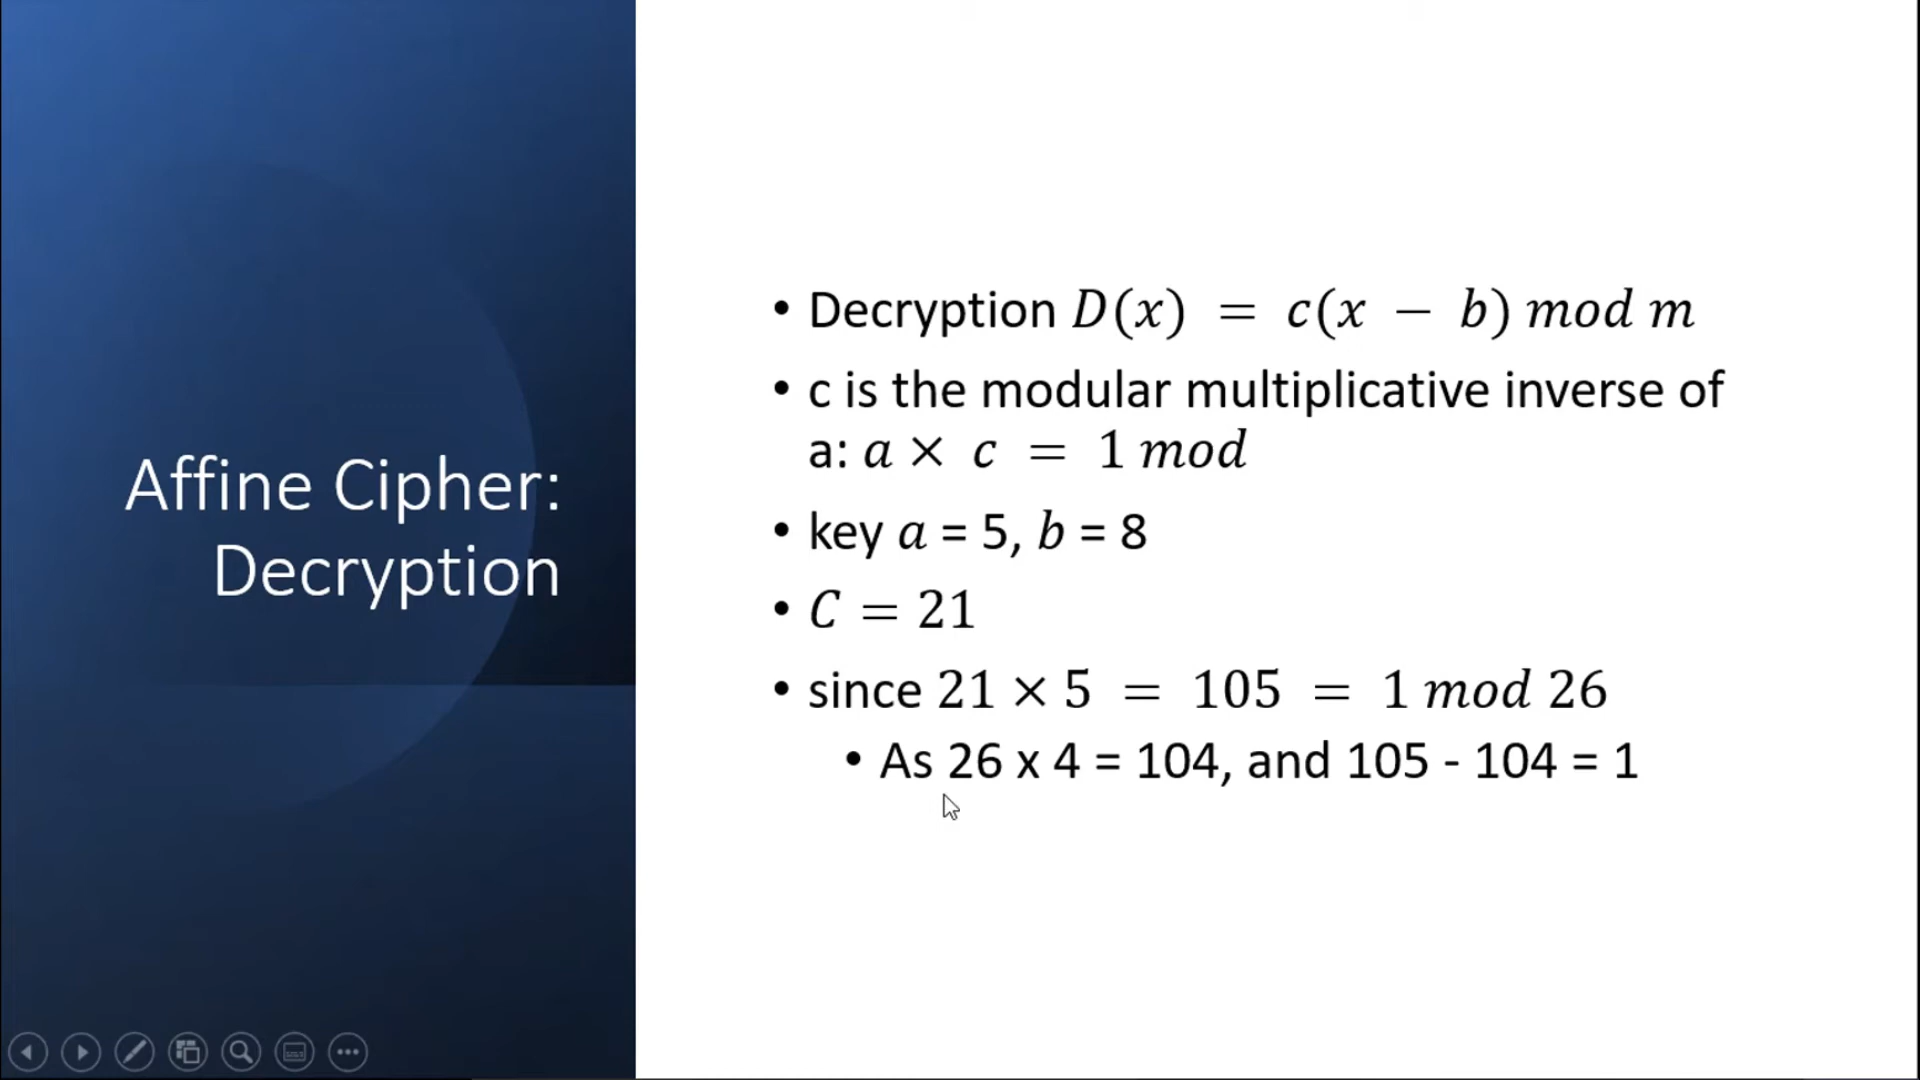 Affine Cipher:
Decryption
• Decryption D(x) = c(x − b) mod m
• c is the modular multiplicative inverse of
a: a × c = 1 mod
• key a = 5, b = 8
• C = 21
• since 21 × 5 = 105 = 1 mod 26
• As 26 x 4 = 104, and 105 - 104 = 1